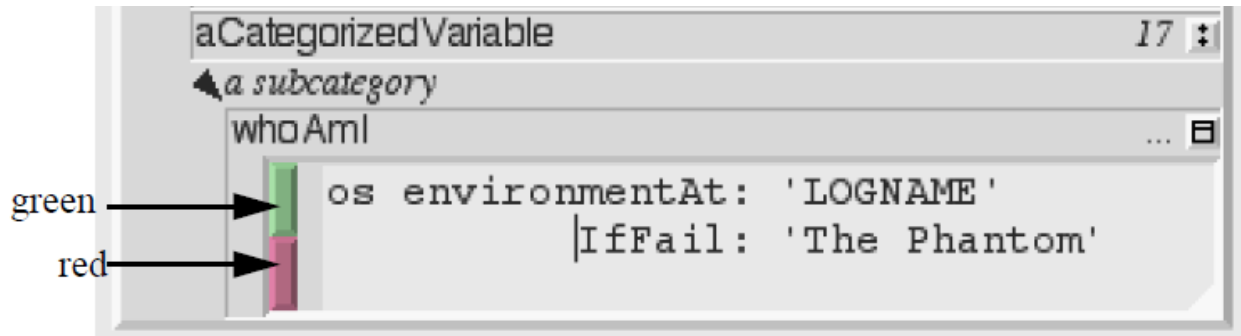 aCategorizedVariable 17
a subcategory
whoAmI ...
green
os environmentAt: 'LOGNAME'
IfFail: 'The Phantom'
red